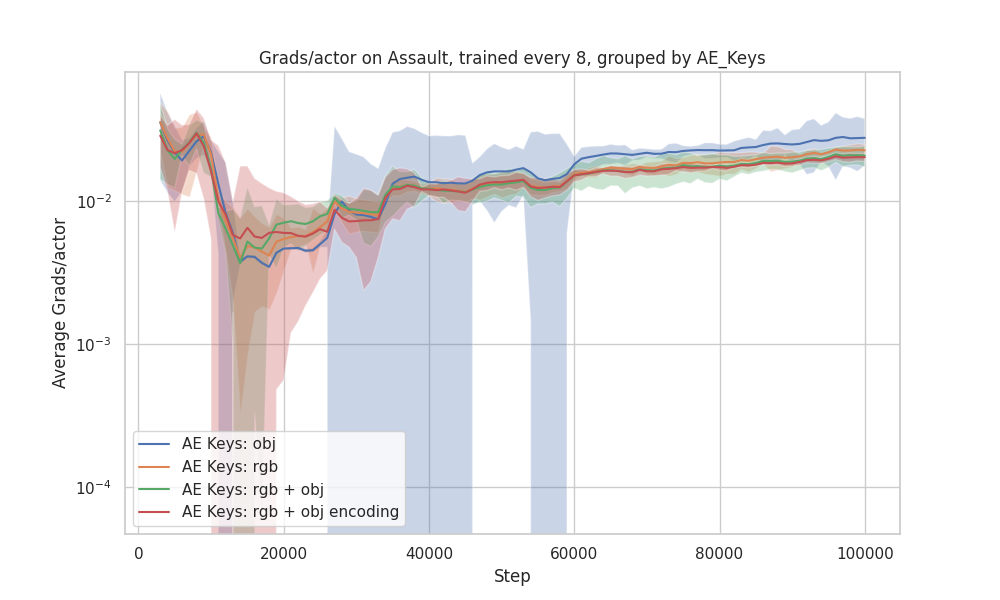 Grads/actor on Assault, trained every 8, grouped by AE_Keys
Average Grads/actor
10⁻²
10⁻³
10⁻⁴
AE Keys: obj
AE Keys: rgb
AE Keys: rgb + obj
AE Keys: rgb + obj encoding
0 20000 40000 60000 80000 100000
Step